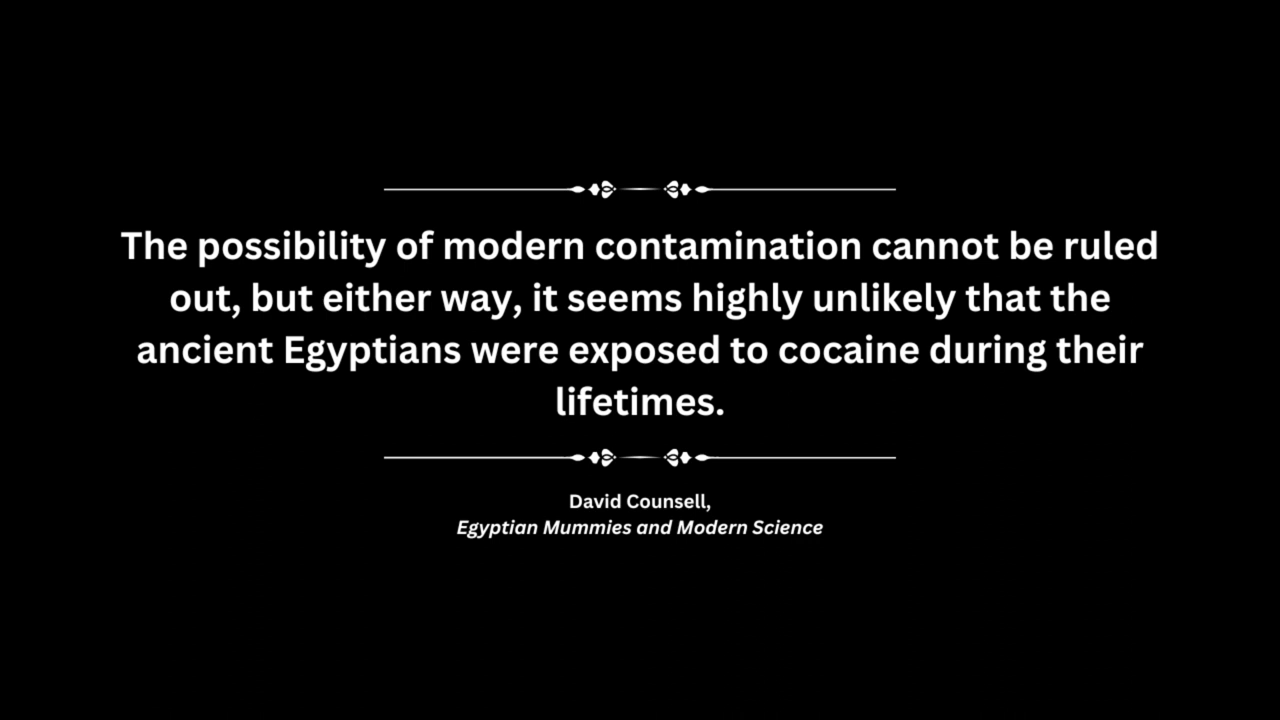 The possibility of modern contamination cannot be ruled
out, but either way, it seems highly unlikely that the
ancient Egyptians were exposed to cocaine during their
lifetimes.
David Counsell,
Egyptian Mummies and Modern Science